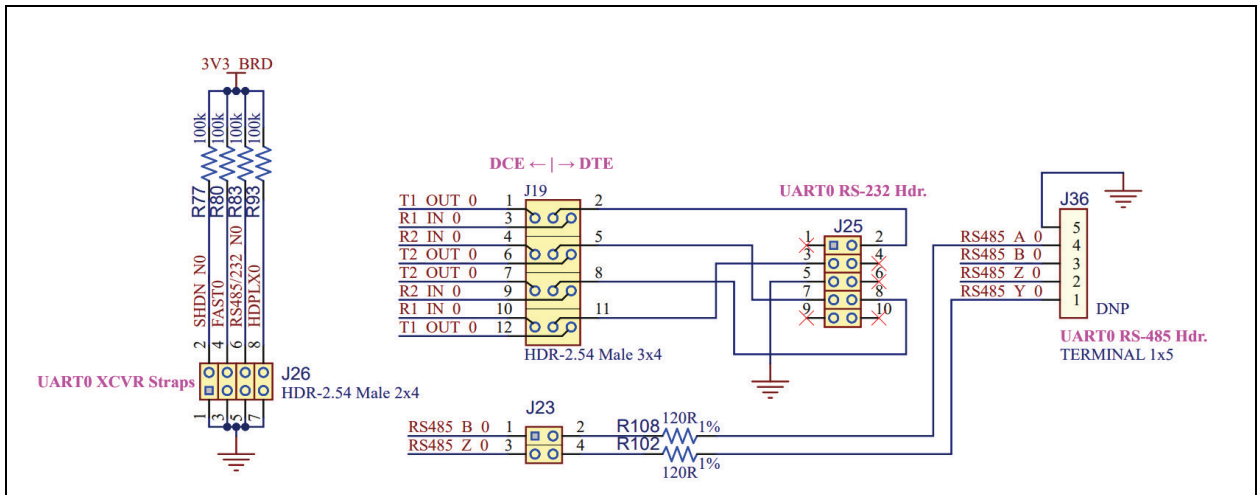 3V3_BRD
100k 100k 100k 100k
R77 R80 R83 R93
SHDN_N0 FAST0 RS485/232_N0 HDPLX0
2 4 6 8
UART0 XCVR Straps
J26
HDR-2.54 Male 2x4
1 3 5 7
DCE ← | → DTE
J19
T1_OUT_0 1 2
R1_IN_0 3
R2_IN_0 4 5
T2_OUT_0 6
T2_OUT_0 7 8
R2_IN_0 9
R1_IN_0 10 11
T1_OUT_0 12
HDR-2.54 Male 3x4
UART0 RS-232 Hdr.
J25
1 2
3 4
5 6
7 8
9 10
J36
5
RS485_A_0 4
RS485_B_0 3
RS485_Z_0 2
RS485_Y_0 1
DNP
UART0 RS-485 Hdr.
TERMINAL 1x5
J23
RS485_B_0 1 2 R108 120R 1%
RS485_Z_0 3 4 R102 120R 1%